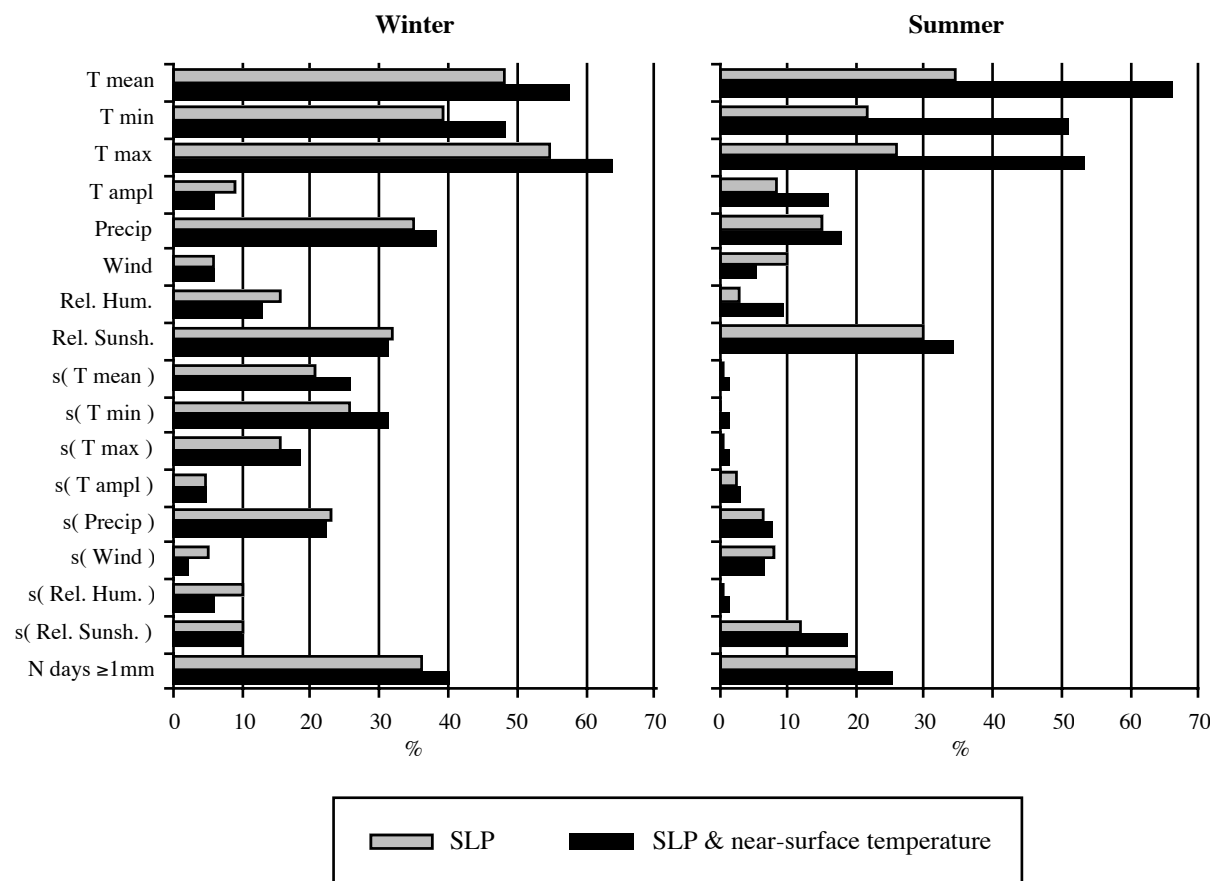 Winter Summer
T mean
T min
T max
T ampl
Precip
Wind
Rel. Hum.
Rel. Sunsh.
s( T mean )
s( T min )
s( T max )
s( T ampl )
s( Precip )
s( Wind )
s( Rel. Hum. )
s( Rel. Sunsh. )
N days ≥1mm
0 10 20 30 40 50 60 70 0 10 20 30 40 50 60 70
% %
SLP SLP & near-surface temperature